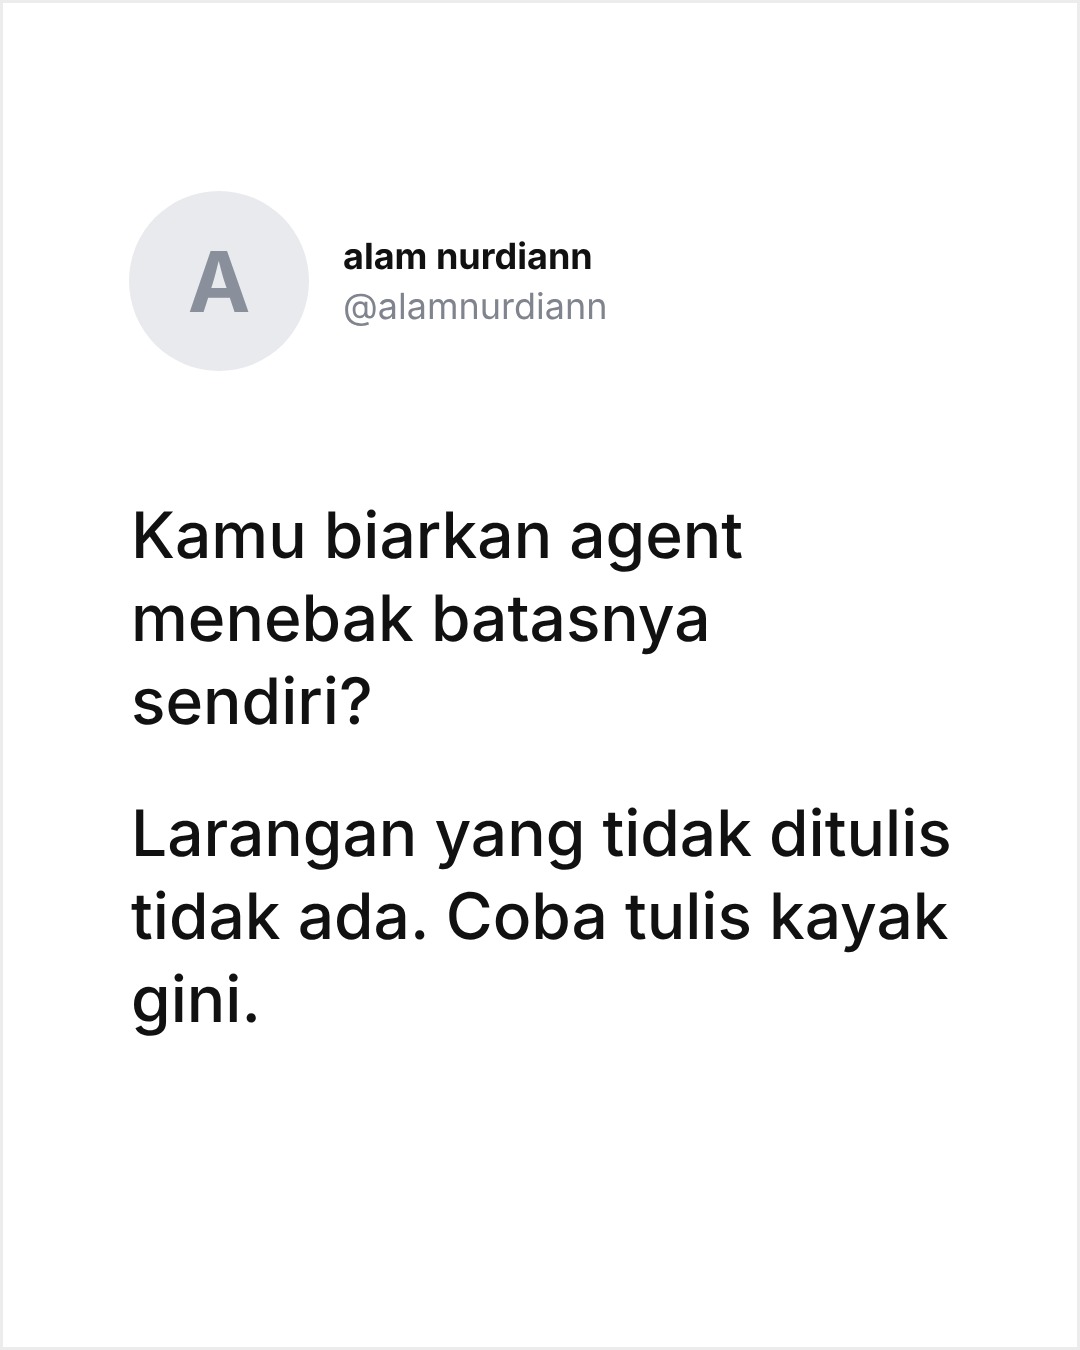 A
alam nurdiann
@alamnurdiann
Kamu biarkan agent
menebak batasnya
sendiri?
Larangan yang tidak ditulis
tidak ada. Coba tulis kayak
gini.